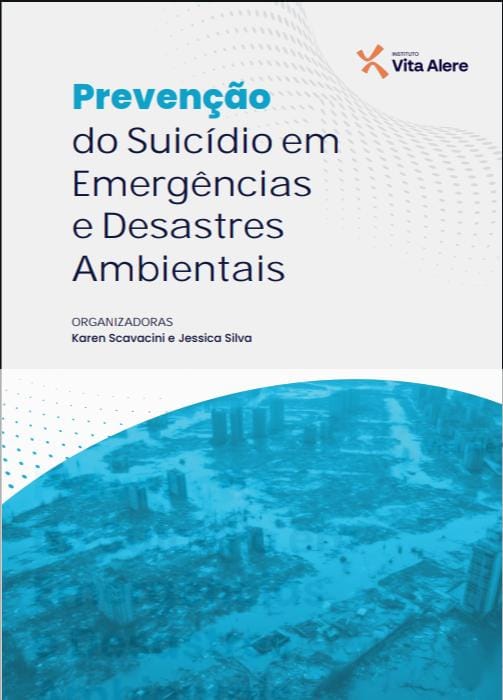 INSTITUTO
Vita Alere
Prevenção
do Suicídio em
Emergências
e Desastres
Ambientais
ORGANIZADORAS
Karen Scavacini e Jessica Silva